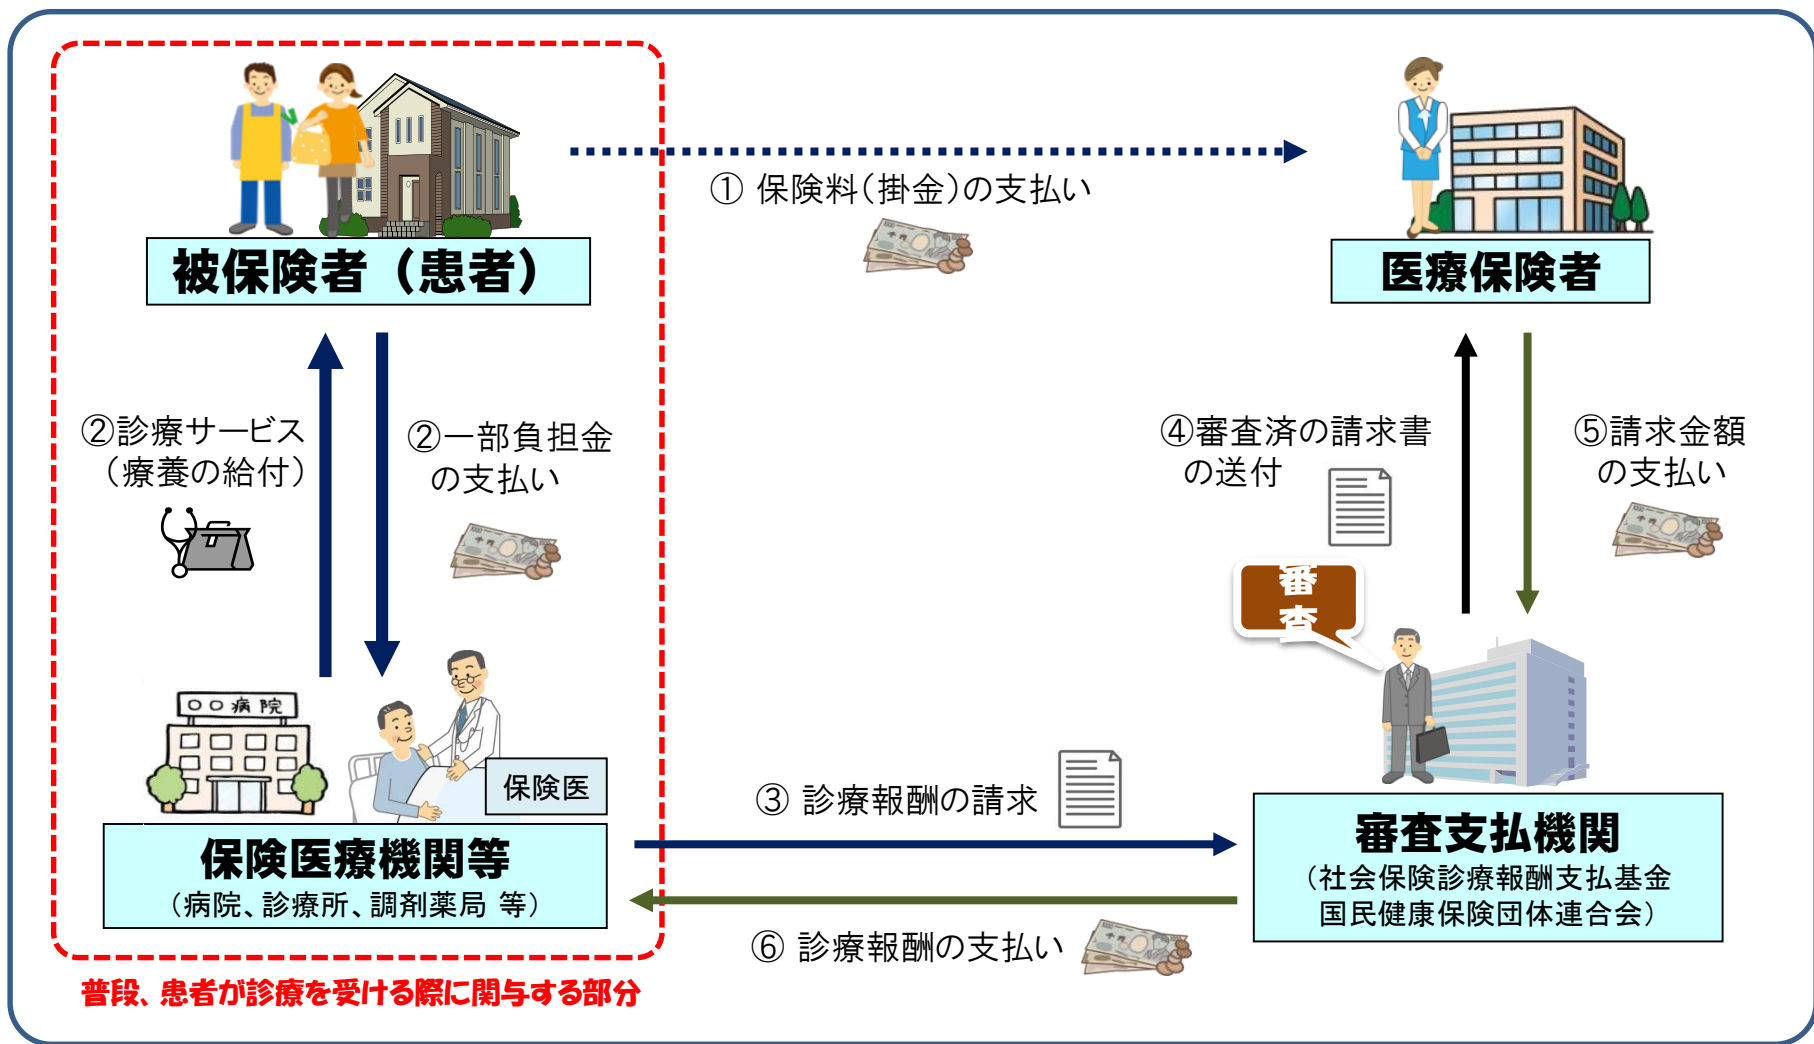 ① 保険料(掛金)の支払い
被保険者(患者)
医療保険者
②診療サービス
(療養の給付)
②一部負担金
の支払い
④審査済の請求書
の送付
⑤請求金額
の支払い
審
査
〇〇病院
保険医
保険医療機関等
(病院、診療所、調剤薬局 等)
③ 診療報酬の請求
⑥ 診療報酬の支払い
審査支払機関
(社会保険診療報酬支払基金
国民健康保険団体連合会)
普段、患者が診療を受ける際に関与する部分